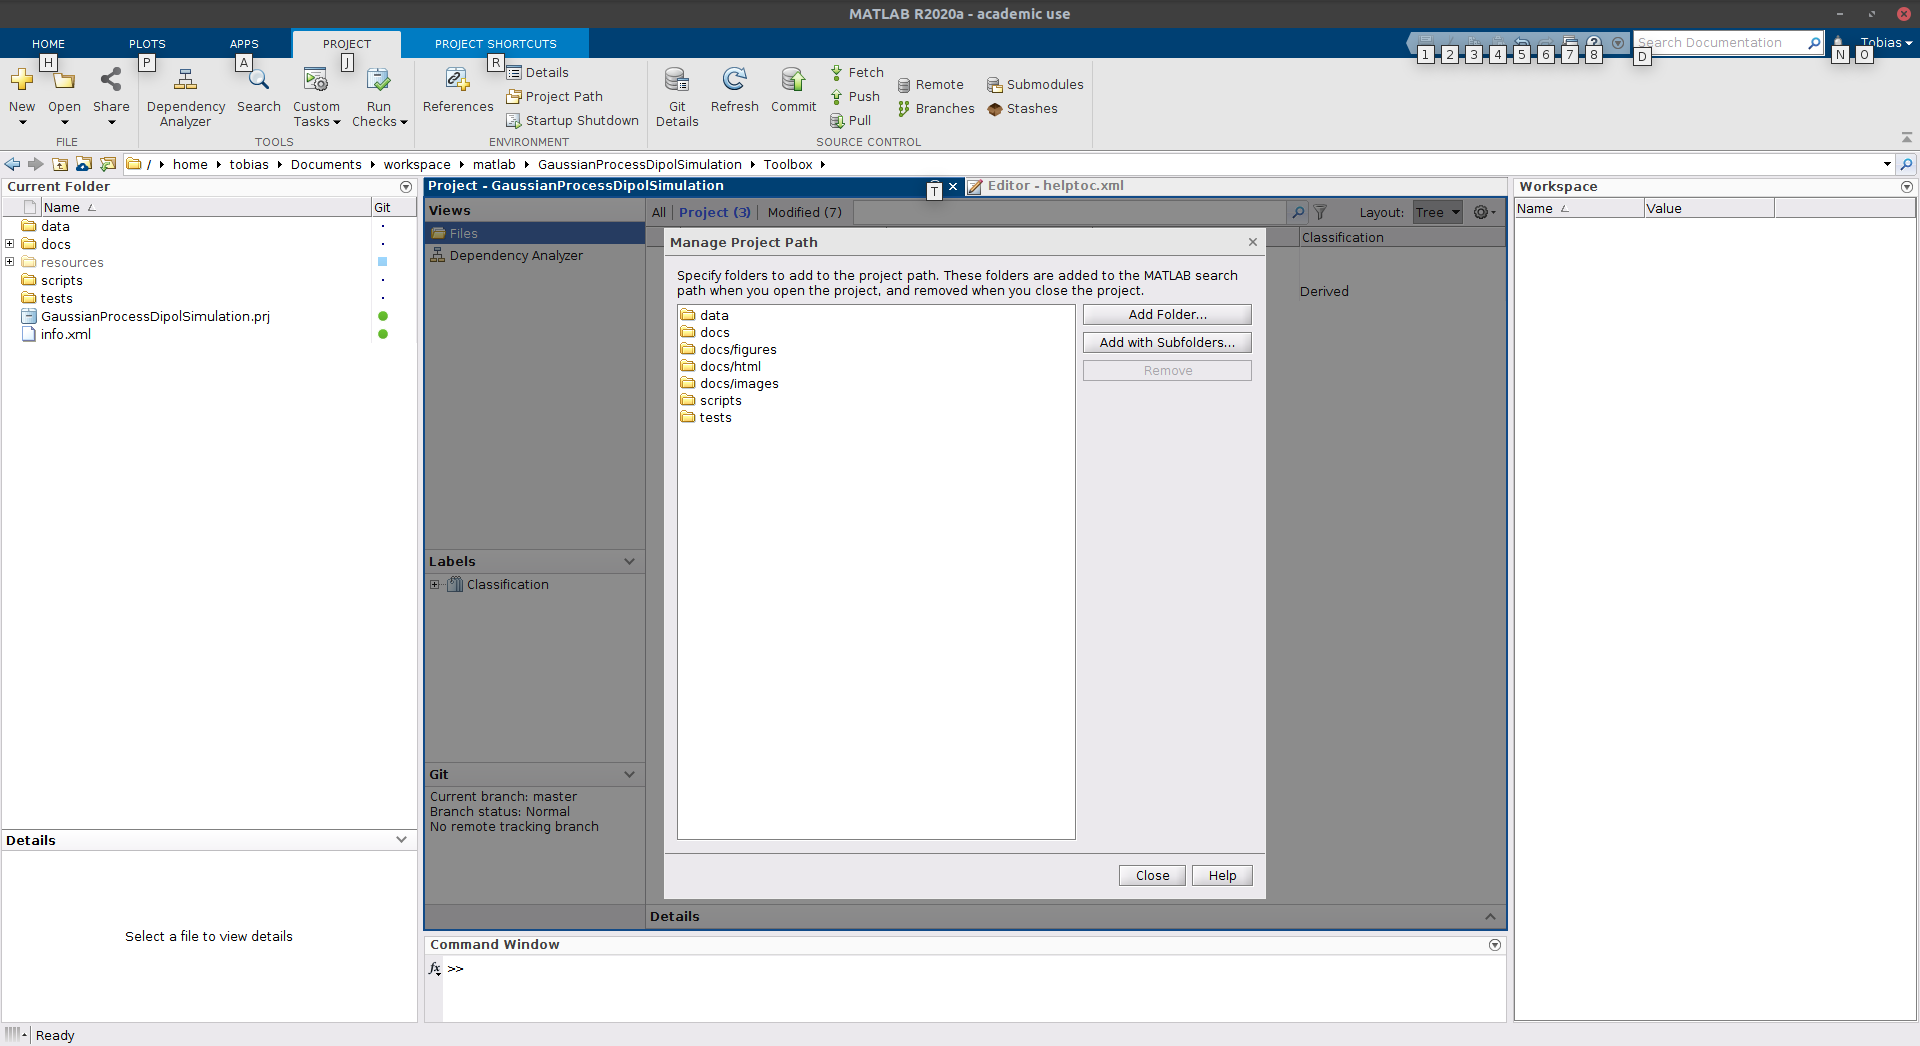 MATLAB R2020a - academic use
HOME PLOTS APPS PROJECT PROJECT SHORTCUTS Search Documentation Tobias
H P A J R 1 2 3 4 5 6 7 8 D N O
New Open Share Dependency Analyzer Search Custom Tasks Run Checks References
Details
Project Path
Startup Shutdown
Git Details Refresh Commit
Fetch
Push
Pull
Remote
Branches
Submodules
Stashes
FILE TOOLS ENVIRONMENT SOURCE CONTROL
/ home tobias Documents workspace matlab GaussianProcessDipolSimulation Toolbox
Current Folder
Name Git
data
docs
resources
scripts
tests
GaussianProcessDipolSimulation.prj
info.xml
Details
Select a file to view details
Project - GaussianProcessDipolSimulation T Editor - helptoc.xml
Views
Files
Dependency Analyzer
Labels
Classification
Git
Current branch: master
Branch status: Normal
No remote tracking branch
All Project (3) Modified (7) Layout: Tree
Classification
Derived
Manage Project Path
Specify folders to add to the project path. These folders are added to the MATLAB search
path when you open the project, and removed when you close the project.
data
docs
docs/figures
docs/html
docs/images
scripts
tests
Add Folder...
Add with Subfolders...
Remove
Close Help
Details
Command Window
fx >>
Workspace
Name Value
Ready